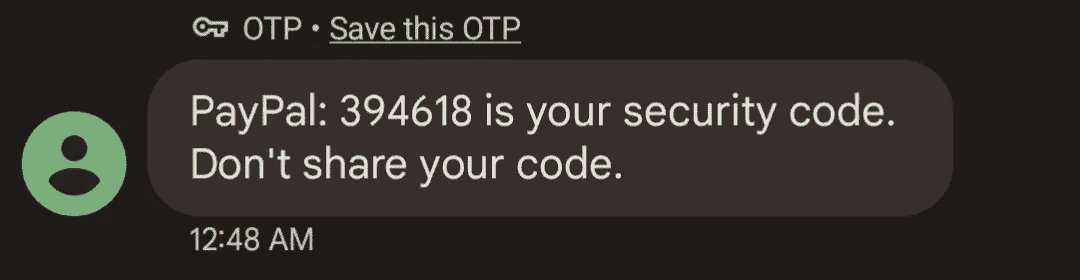 OTP • Save this OTP
PayPal: 394618 is your security code.
Don't share your code.
12:48 AM